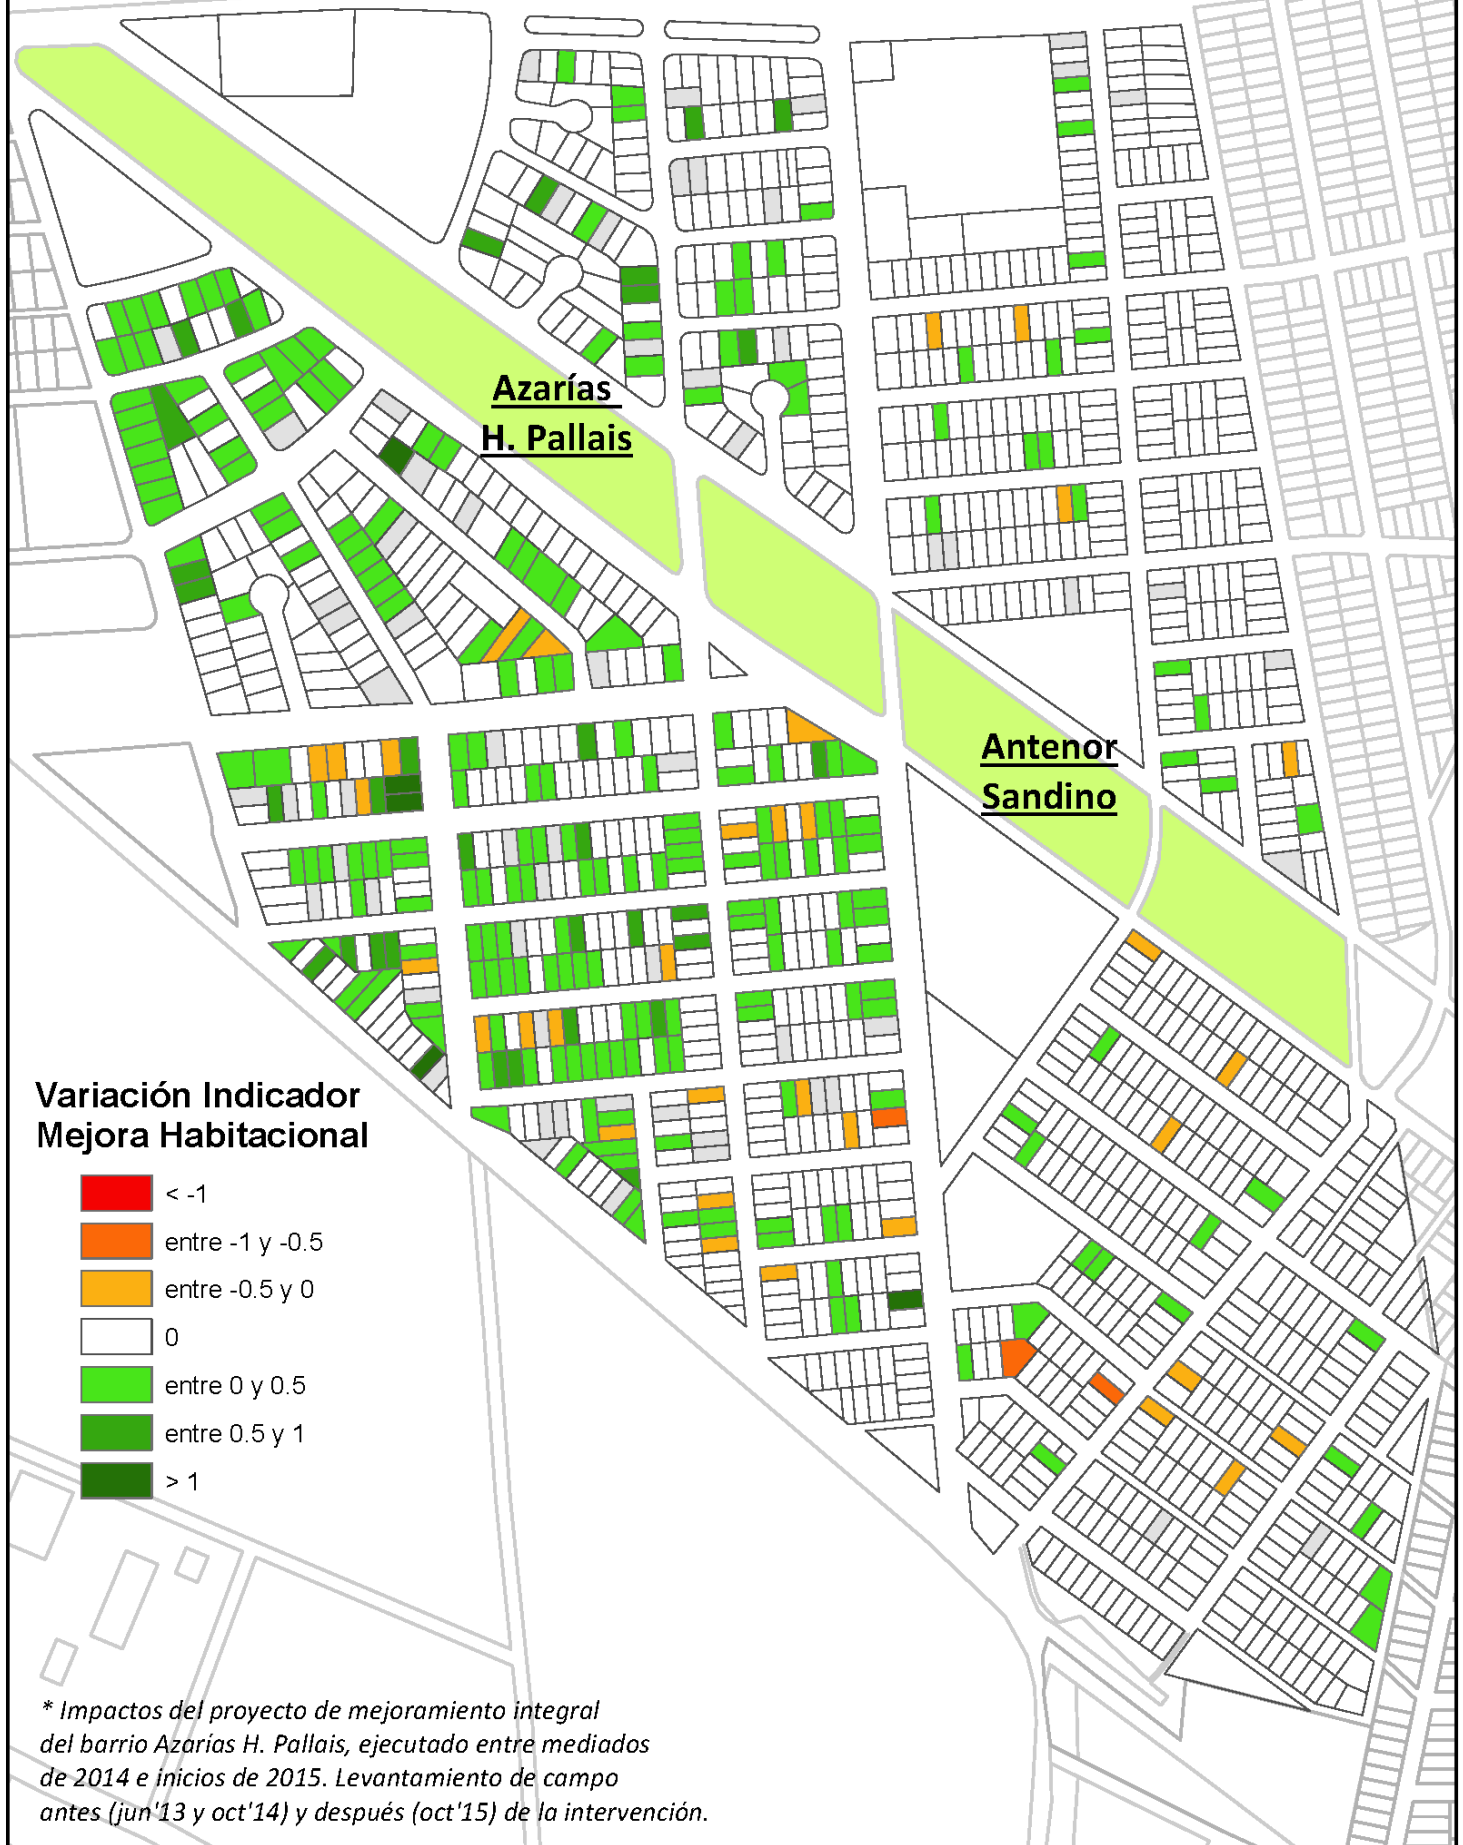 Azarías
H. Pallais
Antenor
Sandino
Variación Indicador
Mejora Habitacional
< -1
entre -1 y -0.5
entre -0.5 y 0
0
entre 0 y 0.5
entre 0.5 y 1
> 1
* Impactos del proyecto de mejoramiento integral
del barrio Azarías H. Pallais, ejecutado entre mediados
de 2014 e inicios de 2015. Levantamiento de campo
antes (jun'13 y oct'14) y después (oct'15) de la intervención.